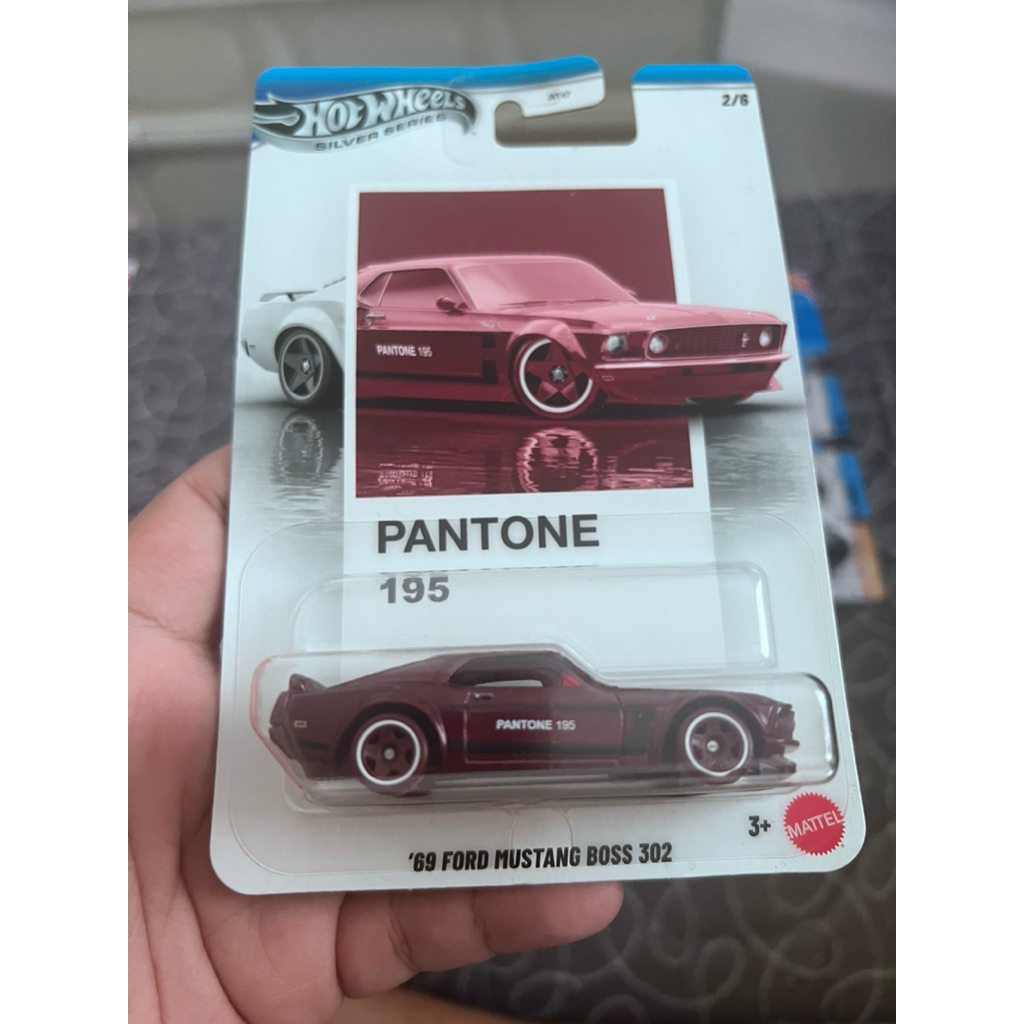 HOT WHEELS
SILVER SERIES
2/6
PANTONE 195
PANTONE
195
PANTONE 195
3+
MATTEL
'69 FORD MUSTANG BOSS 302